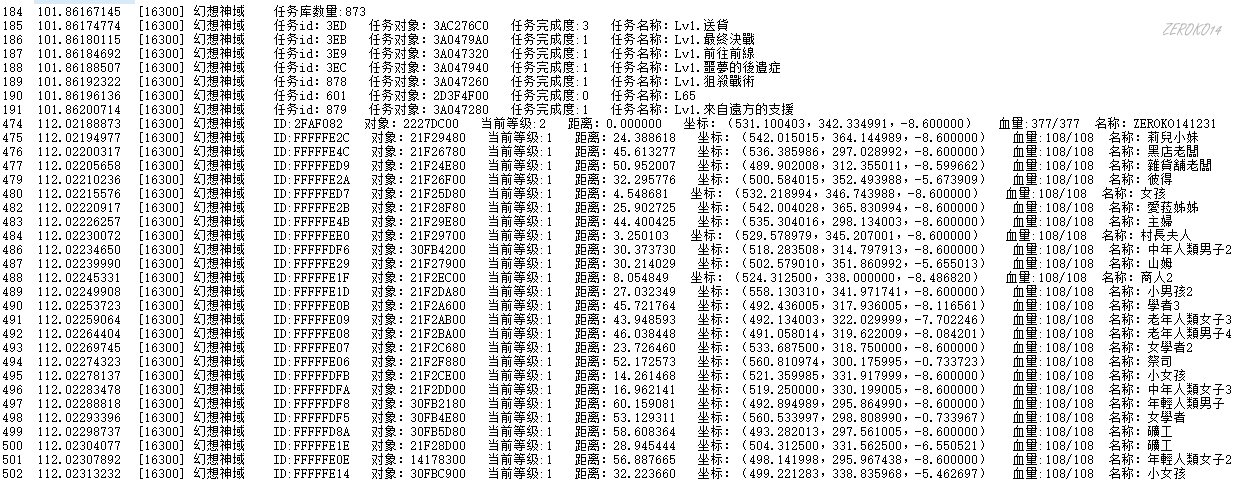 184 101.86167145 [16300] 幻想神域 任务库数量:873
185 101.86174774 [16300] 幻想神域 任务id: 3ED 任务对象: 3AC276C0 任务完成度:3 任务名称: Lv1.送貨
ZEROKO14
186 101.86180115 [16300] 幻想神域 任务id: 3EB 任务对象: 3A0479A0 任务完成度:1 任务名称: Lv1.最終決戰
187 101.86184692 [16300] 幻想神域 任务id: 3E9 任务对象: 3A047320 任务完成度:1 任务名称: Lv1.前往前線
188 101.86188507 [16300] 幻想神域 任务id: 3EC 任务对象: 3A047940 任务完成度:1 任务名称: Lv1.噩夢的後遺症
189 101.86192322 [16300] 幻想神域 任务id: 878 任务对象: 3A047260 任务完成度:1 任务名称: Lv1.狙殺戰術
190 101.86196136 [16300] 幻想神域 任务id: 601 任务对象: 2D3F4F00 任务完成度:0 任务名称: L65
191 101.86200714 [16300] 幻想神域 任务id: 879 任务对象: 3A047280 任务完成度:1 任务名称: Lv1.來自遠方的支援
474 112.02188873 [16300] 幻想神域 ID:2FAF082 对象: 2227DC00 当前等级:2 距离: 0.000000 坐标: (531.100403, 342.334991, -8.600000) 血量:377/377 名称: ZEROKO141231
475 112.02194977 [16300] 幻想神域 ID:FFFFFE2C 对象: 21F29480 当前等级:1 距离: 24.388618 坐标: (542.015015, 364.144989, -8.600000) 血量:108/108 名称: 莉兒小妹
476 112.02200317 [16300] 幻想神域 ID:FFFFFE4C 对象: 21F26780 当前等级:1 距离: 45.613277 坐标: (536.385986, 297.028992, -8.600000) 血量:108/108 名称: 黑店老闆
477 112.02205658 [16300] 幻想神域 ID:FFFFFED9 对象: 21F24E80 当前等级:1 距离: 50.952007 坐标: (489.902008, 312.355011, -8.599662) 血量:108/108 名称: 雜貨舖老闆
479 112.02210236 [16300] 幻想神域 ID:FFFFFE2A 对象: 21F26F00 当前等级:1 距离: 32.295776 坐标: (500.584015, 352.493988, -5.673909) 血量:108/108 名称: 彼得
480 112.02215576 [16300] 幻想神域 ID:FFFFFED7 对象: 21F25D80 当前等级:1 距离: 4.548681 坐标: (532.218994, 346.743988, -8.600000) 血量:108/108 名称: 女孩
482 112.02220917 [16300] 幻想神域 ID:FFFFFE2B 对象: 21F28F80 当前等级:1 距离: 25.902725 坐标: (542.004028, 365.830994, -8.600000) 血量:108/108 名称: 愛菈姊姊
483 112.02226257 [16300] 幻想神域 ID:FFFFFE4B 对象: 21F29E80 当前等级:1 距离: 44.400425 坐标: (535.304016, 298.134003, -8.600000) 血量:108/108 名称: 主婦
484 112.02230072 [16300] 幻想神域 ID:FFFFFEE0 对象: 21F29700 当前等级:1 距离: 3.250103 坐标: (529.578979, 345.207001, -8.600000) 血量:108/108 名称: 村長夫人
486 112.02234650 [16300] 幻想神域 ID:FFFFFDF6 对象: 30FB4200 当前等级:1 距离: 30.373730 坐标: (518.283508, 314.797913, -8.600000) 血量:108/108 名称: 中年人類男子2
487 112.02239990 [16300] 幻想神域 ID:FFFFFE29 对象: 21F27900 当前等级:1 距离: 30.214029 坐标: (502.579010, 351.860992, -5.655013) 血量:108/108 名称: 山姆
488 112.02245331 [16300] 幻想神域 ID:FFFFFE1F 对象: 21F2EC00 当前等级:1 距离: 8.054849 坐标: (524.312500, 338.000000, -8.486820) 血量:108/108 名称: 商人2
489 112.02249908 [16300] 幻想神域 ID:FFFFFE1D 对象: 21F2DA80 当前等级:1 距离: 27.032349 坐标: (558.130310, 341.971741, -8.600000) 血量:108/108 名称: 小男孩2
490 112.02253723 [16300] 幻想神域 ID:FFFFFE0B 对象: 21F2A600 当前等级:1 距离: 45.721764 坐标: (492.436005, 317.936005, -8.116561) 血量:108/108 名称: 學者3
491 112.02259064 [16300] 幻想神域 ID:FFFFFE09 对象: 21F2AB00 当前等级:1 距离: 43.948593 坐标: (492.134003, 322.029999, -7.702246) 血量:108/108 名称: 老年人類女子3
492 112.02264404 [16300] 幻想神域 ID:FFFFFE08 对象: 21F2BA00 当前等级:1 距离: 46.036448 坐标: (491.058014, 319.622009, -8.084201) 血量:108/108 名称: 老年人類男子4
493 112.02269745 [16300] 幻想神域 ID:FFFFFE07 对象: 21F2C680 当前等级:1 距离: 23.726460 坐标: (533.687500, 318.750000, -8.600000) 血量:108/108 名称: 女學者2
494 112.02274323 [16300] 幻想神域 ID:FFFFFE06 对象: 21F2F880 当前等级:1 距离: 52.172573 坐标: (560.810974, 300.175995, -0.733723) 血量:108/108 名称: 祭司
495 112.02278137 [16300] 幻想神域 ID:FFFFFDFB 对象: 21F2CE00 当前等级:1 距离: 14.261468 坐标: (521.359985, 331.917999, -8.600000) 血量:108/108 名称: 小女孩
496 112.02283478 [16300] 幻想神域 ID:FFFFFDFA 对象: 21F2DD00 当前等级:1 距离: 16.962141 坐标: (519.250000, 330.199005, -8.600000) 血量:108/108 名称: 中年人類女子3
497 112.02288818 [16300] 幻想神域 ID:FFFFFDF8 对象: 30FB2180 当前等级:1 距离: 60.159081 坐标: (492.894989, 295.864990, -8.600000) 血量:108/108 名称: 年輕人類男子
498 112.02293396 [16300] 幻想神域 ID:FFFFFDF5 对象: 30FB4E80 当前等级:1 距离: 53.129311 坐标: (560.533997, 298.808990, -0.733967) 血量:108/108 名称: 女學者
499 112.02298737 [16300] 幻想神域 ID:FFFFFD8A 对象: 30FB5D80 当前等级:1 距离: 58.608364 坐标: (493.282013, 297.561005, -8.600000) 血量:108/108 名称: 礦工
500 112.02304077 [16300] 幻想神域 ID:FFFFFE1E 对象: 21F28D00 当前等级:1 距离: 28.945444 坐标: (504.312500, 331.562500, -6.550521) 血量:108/108 名称: 礦工
501 112.02307892 [16300] 幻想神域 ID:FFFFFE0E 对象: 14178300 当前等级:1 距离: 56.887665 坐标: (498.141998, 295.967438, -8.600000) 血量:108/108 名称: 年輕人類女子2
502 112.02313232 [16300] 幻想神域 ID:FFFFFE14 对象: 30FBC900 当前等级:1 距离: 32.223660 坐标: (499.221283, 338.835968, -5.462697) 血量:108/108 名称: 小女孩